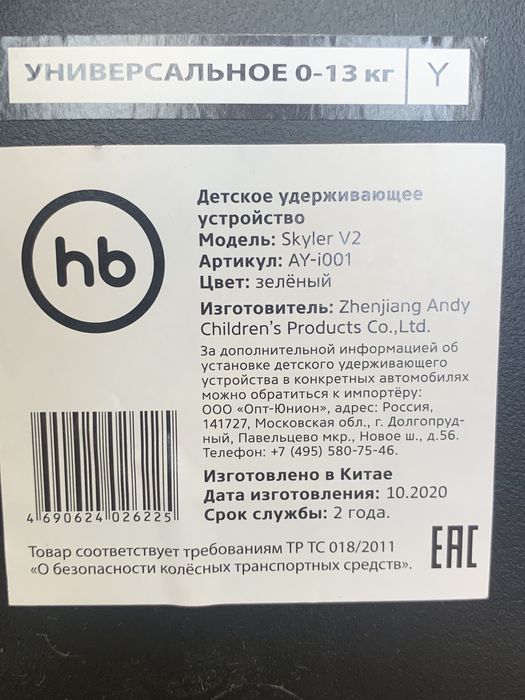 УНИВЕРСАЛЬНОЕ 0-13 кг Y
hb
Детское удерживающее
устройство
Модель: Skyler V2
Артикул: AY-i001
Цвет: зелёный
Изготовитель: Zhenjiang Andy
Children's Products Co.,Ltd.
За дополнительной информацией об
установке детского удерживающего
устройства в конкретных автомобилях
можно обратиться к импортёру:
ООО «Опт-Юнион», адрес: Россия,
141727, Московская обл., г. Долгопруд-
ный, Павельцево мкр., Новое ш., д.56.
Телефон: +7 (495) 580-75-46.
Изготовлено в Китае
Дата изготовления: 10.2020
Срок службы: 2 года.
4 690624 026225
Товар соответствует требованиям ТР ТС 018/2011
«О безопасности колёсных транспортных средств».
EAC